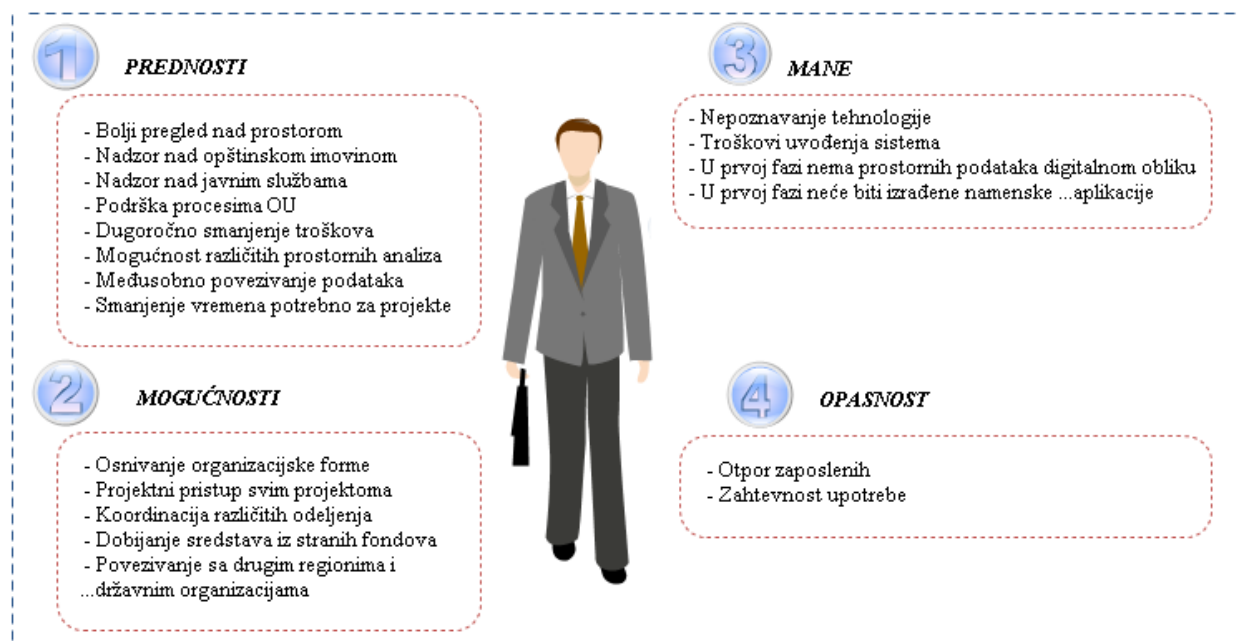 1
PREDNOSTI
- Bolji pregled nad prostorom
- Nadzor nad opštinskom imovinom
- Nadzor nad javnim službama
- Podrška procesima OU
- Dugoročno smanjenje troškova
- Mogućnost različitih prostornih analiza
- Međusobno povezivanje podataka
- Smanjenje vremena potrebno za projekte
2
MOGUĆNOSTI
- Osnivanje organizacijske forme
- Projektni pristup svim projektoma
- Koordinacija različitih odeljenja
- Dobijanje sredstava iz stranih fondova
- Povezivanje sa drugim regionima i
...državnim organizacijama
3
MANE
- Nepoznavanje tehnologije
- Troškovi uvođenja sistema
- U prvoj fazi nema prostornih podataka digitalnom obliku
- U prvoj fazi neće biti izrađene namenske ...aplikacije
4
OPASNOST
- Otpor zaposlenih
- Zahtevnost upotrebe